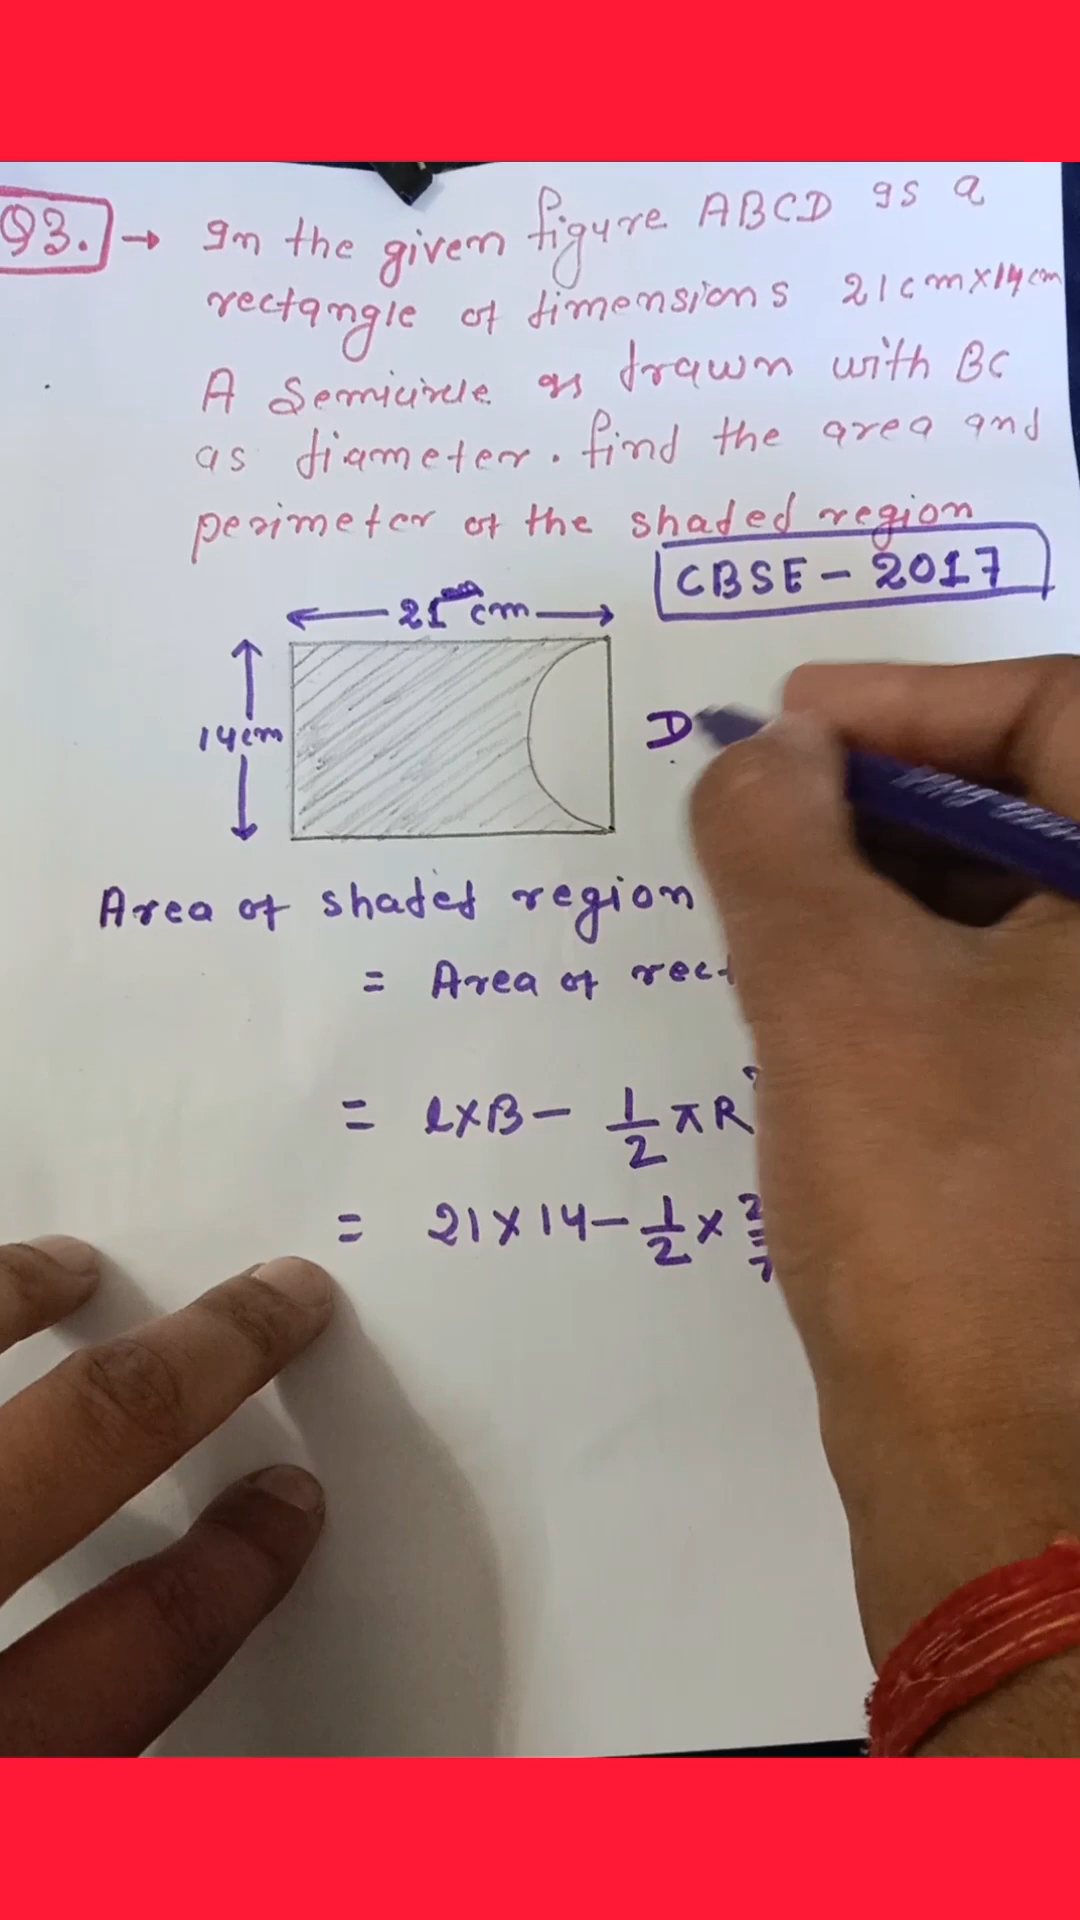 Q3. → In the given figure ABCD is a
rectangle of dimensions 21cm×14cm
A Semicircle is drawn with BC
as diameter. find the area and
perimeter of the shaded region
CBSE - 2017
21 cm
14cm
D
Area of shaded region
= Area of rect
= l×B - 1/2 πR²
= 21×14 - 1/2 ×